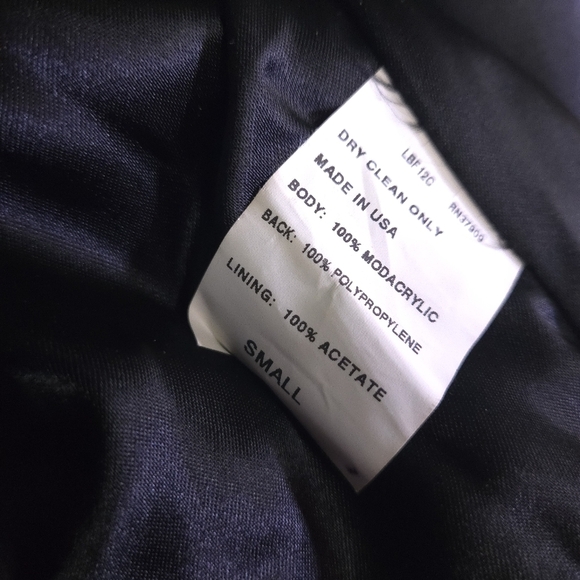 LBF12C RN37909
DRY CLEAN ONLY
MADE IN USA
BODY: 100% MODACRYLIC
BACK: 100% POLYPROPYLENE
LINING: 100% ACETATE
SMALL